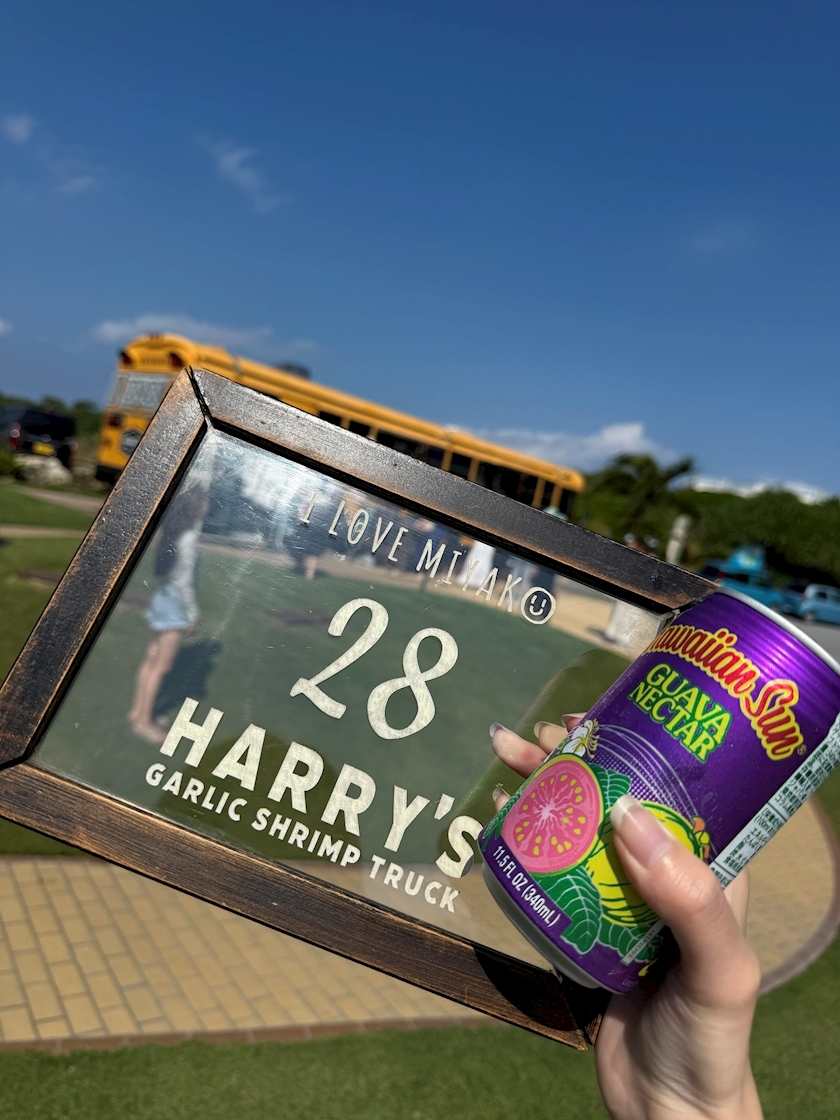 I LOVE MIYAKO
28
HARRY'S
GARLIC SHRIMP TRUCK
Hawaiian Sun®
GUAVA
NECTAR
11.5 FL OZ (340mL)